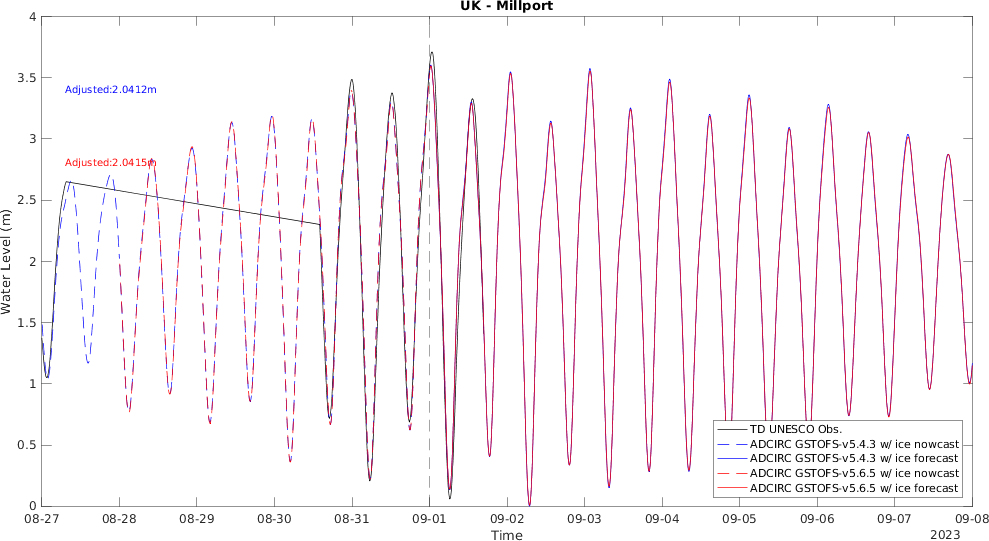 UK - Millport
4
3.5
3
2.5
2
1.5
1
0.5
0
Water Level (m)
Adjusted:2.0412m
Adjusted:2.0415m
TD UNESCO Obs.
ADCIRC GSTOFS-v5.4.3 w/ ice nowcast
ADCIRC GSTOFS-v5.4.3 w/ ice forecast
ADCIRC GSTOFS-v5.6.5 w/ ice nowcast
ADCIRC GSTOFS-v5.6.5 w/ ice forecast
08-27 08-28 08-29 08-30 08-31 09-01 09-02 09-03 09-04 09-05 09-06 09-07 09-08
Time
2023